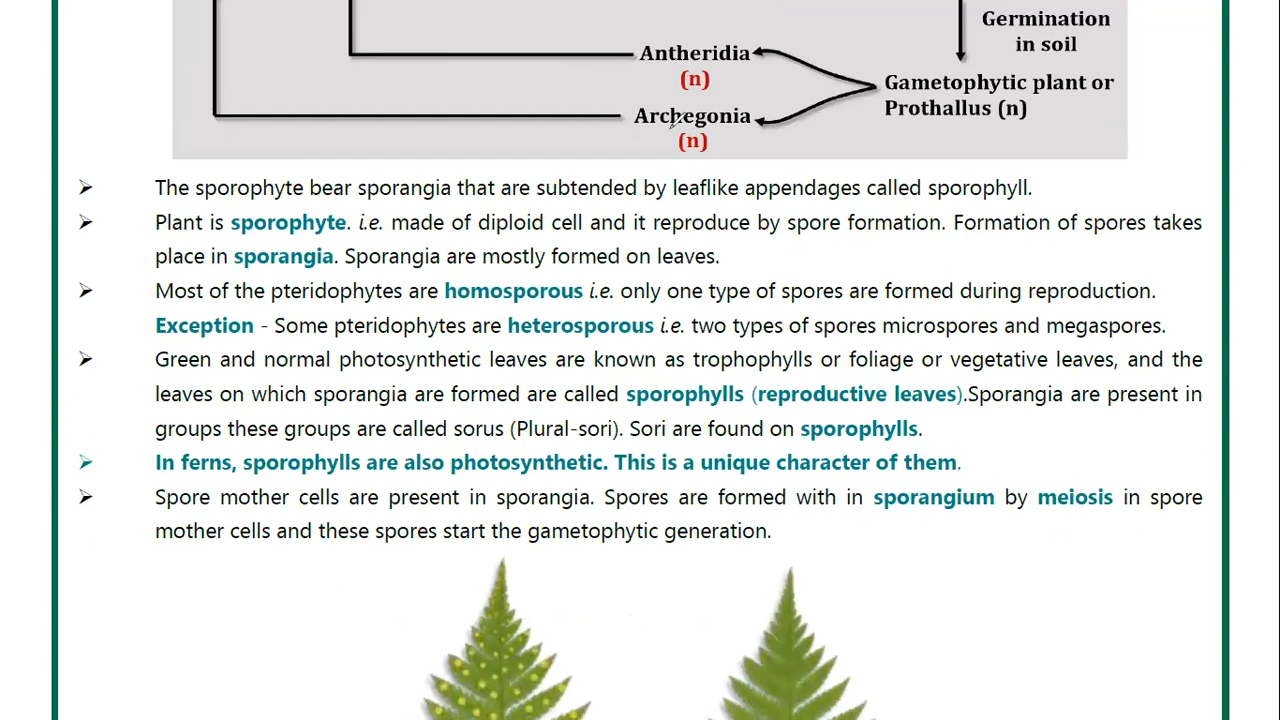 Germination
in soil
Antheridia
(n)
Gametophytic plant or
Prothallus (n)
Archegonia
(n)
➢ The sporophyte bear sporangia that are subtended by leaflike appendages called sporophyll.
➢ Plant is sporophyte. i.e. made of diploid cell and it reproduce by spore formation. Formation of spores takes
place in sporangia. Sporangia are mostly formed on leaves.
➢ Most of the pteridophytes are homosporous i.e. only one type of spores are formed during reproduction.
Exception - Some pteridophytes are heterosporous i.e. two types of spores microspores and megaspores.
➢ Green and normal photosynthetic leaves are known as trophophylls or foliage or vegetative leaves, and the
leaves on which sporangia are formed are called sporophylls (reproductive leaves).Sporangia are present in
groups these groups are called sorus (Plural-sori). Sori are found on sporophylls.
➢ In ferns, sporophylls are also photosynthetic. This is a unique character of them.
➢ Spore mother cells are present in sporangia. Spores are formed with in sporangium by meiosis in spore
mother cells and these spores start the gametophytic generation.